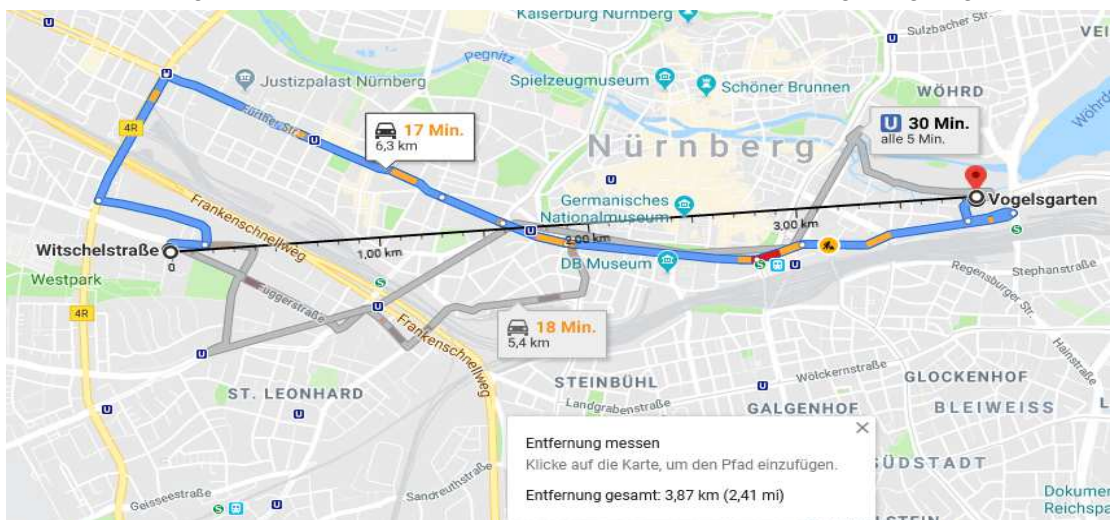 Kaiserburg Nürnberg
Sulzbacher Str.
VEI
Pegnitz
Justizpalast Nürnberg
Spielzeugmuseum
Schöner Brunnen
WÖHRD
Wöhrde
4R
Fürther Str.
17 Min.
6,3 km
U 30 Min.
alle 5 Min.
Nürnberg
Frankenschnellweg
Germanisches
Nationalmuseum
Vogelsgarten
Witschelstraße
0
1,00 km
2,00 km
3,00 km
DB Museum
Westpark
Regensburger Str.
Stephanstraße
Fuggerstraße
4R
Frankenschnellweg
18 Min.
5,4 km
Hainstraße
STEINBÜHL
Wölckernstraße
GLOCKENHOF
ST. LEONHARD
Landgrabenstraße
GALGENHOF
BLEIWEISS
L
Entfernung messen
Klicke auf die Karte, um den Pfad einzufügen.
SÜDSTADT
Entfernung gesamt: 3,87 km (2,41 mi)
Geisseestraße
Sandreuthstraße
Dokumen
Reichspa
ELSTEIN